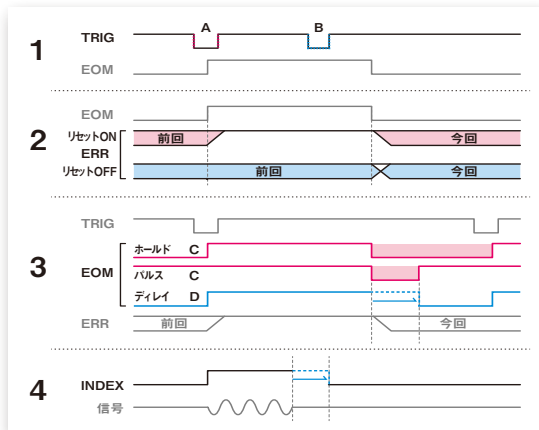 1
TRIG
A
B
EOM
2
EOM
リセットON
前回
今回
ERR
リセットOFF
前回
今回
3
TRIG
EOM
ホールド C
パルス C
ディレイ D
ERR
前回
今回
4
INDEX
信号